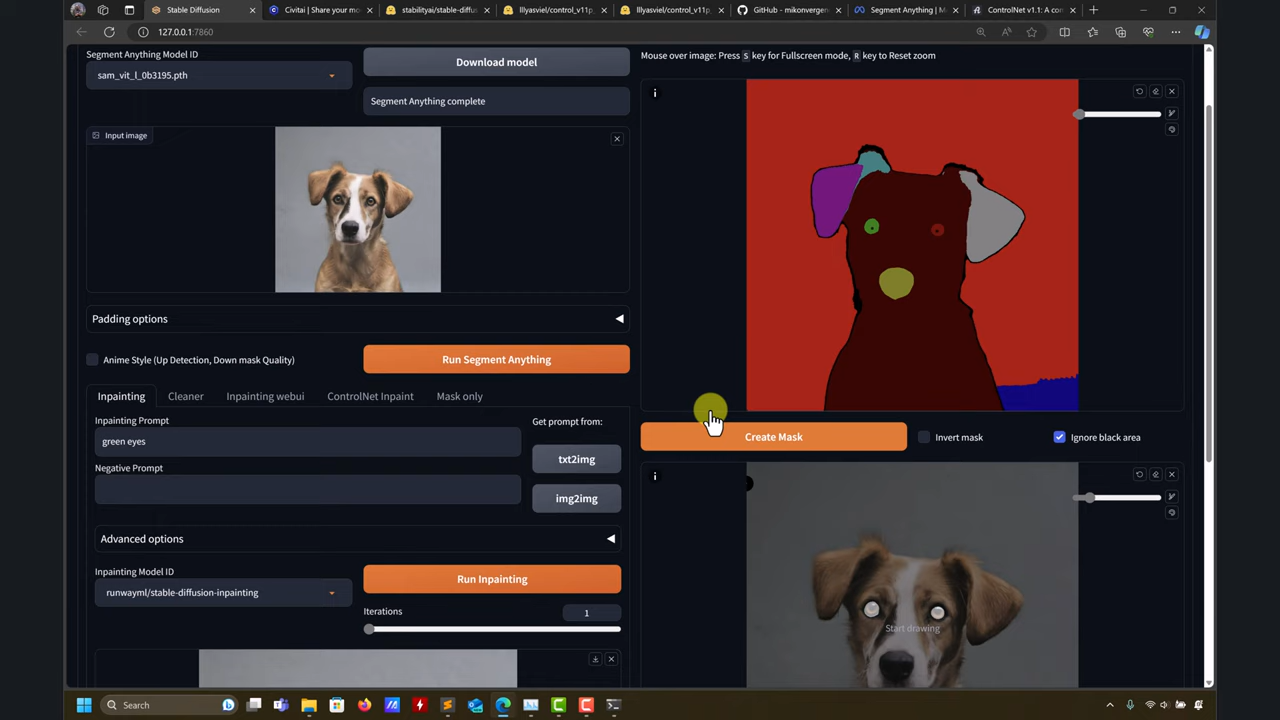 Stable Diffusion
Civitai | Share your mo
stabilityai/stable-diffus
lllyasviel/control_v11p_
lllyasviel/control_v11p_
GitHub - mikonvergenc
Segment Anything | M
ControlNet v1.1: A con
127.0.0.1:7860
Segment Anything Model ID
sam_vit_l_0b3195.pth
Download model
Segment Anything complete
Input image
Padding options
Anime Style (Up Detection, Down mask Quality)
Run Segment Anything
Inpainting
Cleaner
Inpainting webui
ControlNet Inpaint
Mask only
Inpainting Prompt
green eyes
Negative Prompt
Get prompt from:
txt2img
img2img
Advanced options
Inpainting Model ID
runwayml/stable-diffusion-inpainting
Run Inpainting
Iterations
1
Mouse over image: Press S key for Fullscreen mode, R key to Reset zoom
Create Mask
Invert mask
Ignore black area
Start drawing
Search